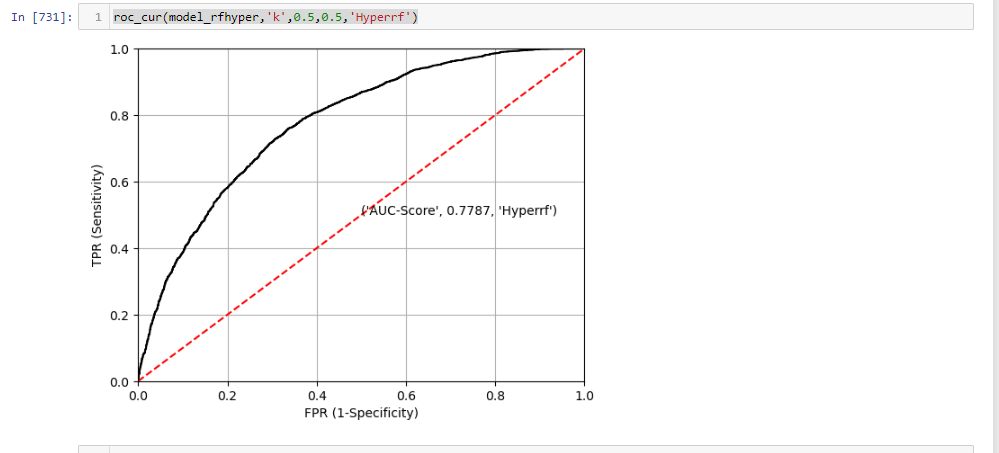 In [731]: 1 roc_cur(model_rfhyper,'k',0.5,0.5,'Hyperrf')
1.0
0.8
0.6
0.4
0.2
0.0
TPR (Sensitivity)
('AUC-Score', 0.7787, 'Hyperrf')
0.0 0.2 0.4 0.6 0.8 1.0
FPR (1-Specificity)